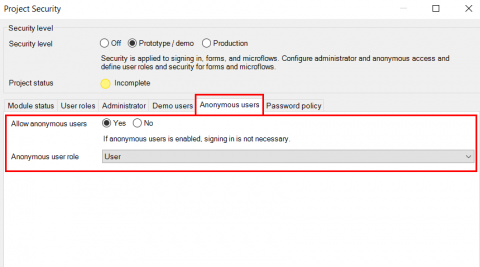 Project Security
Security level
Security level Off Prototype / demo Production
Security is applied to signing in, forms, and microflows. Configure administrator and anonymous access and
define user roles and security for forms and microflows.
Project status Incomplete
Module status User roles Administrator Demo users Anonymous users Password policy
Allow anonymous users Yes No
If anonymous users is enabled, signing in is not necessary.
Anonymous user role User